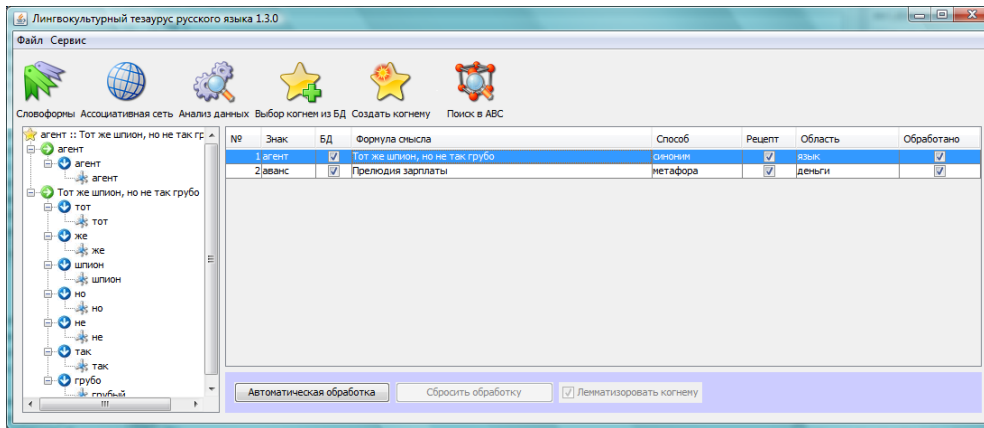 Лингвокультурный тезаурус русского языка 1.3.0
Файл Сервис
Словоформы Ассоциативная сеть Анализ данных Выбор когнем из БД Создать когнему Поиск в АВС
агент :: Тот же шпион, но не так гр
агент
агент
агент
Тот же шпион, но не так грубо
тот
тот
же
же
шпион
шпион
но
но
не
не
так
так
грубо
грубый
№ Знак БД Формула смысла Способ Рецепт Область Обработано
1 агент Тот же шпион, но не так грубо синоним язык
2 аванс Прелюдия зарплаты метафора деньги
Автоматическая обработка Сбросить обработку Лемматизоровать когнему